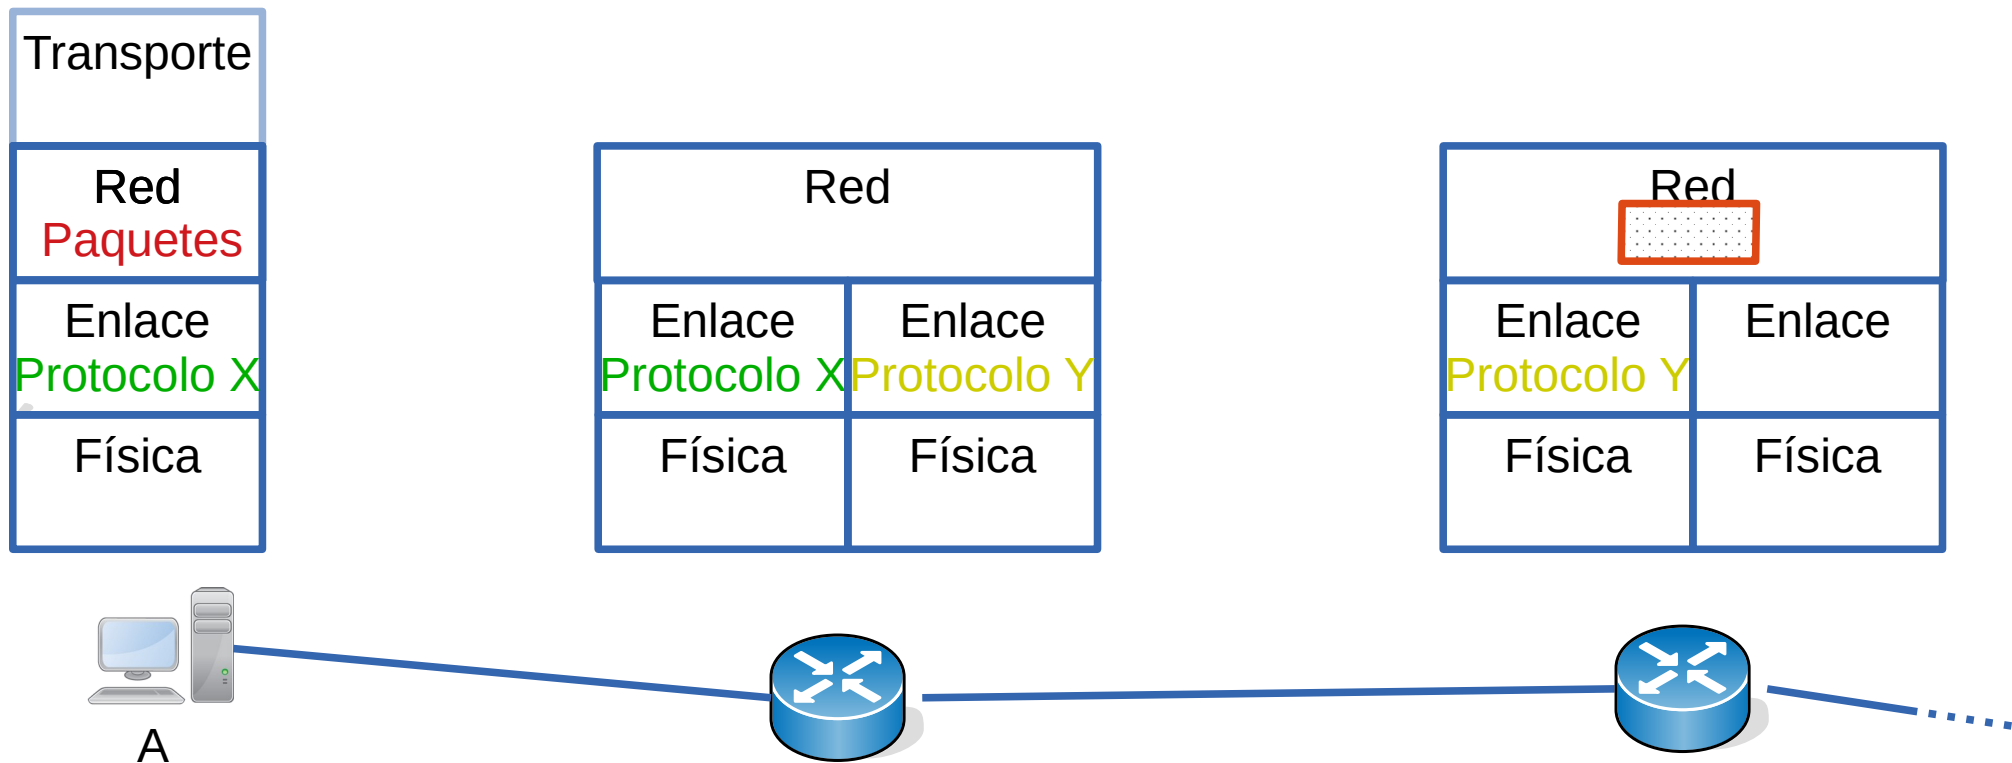 Transporte
Red
Paquetes
Enlace
Protocolo X
Física
Red
Enlace
Protocolo X
Enlace
Protocolo Y
Física
Física
Red
Enlace
Protocolo Y
Enlace
Física
Física
A